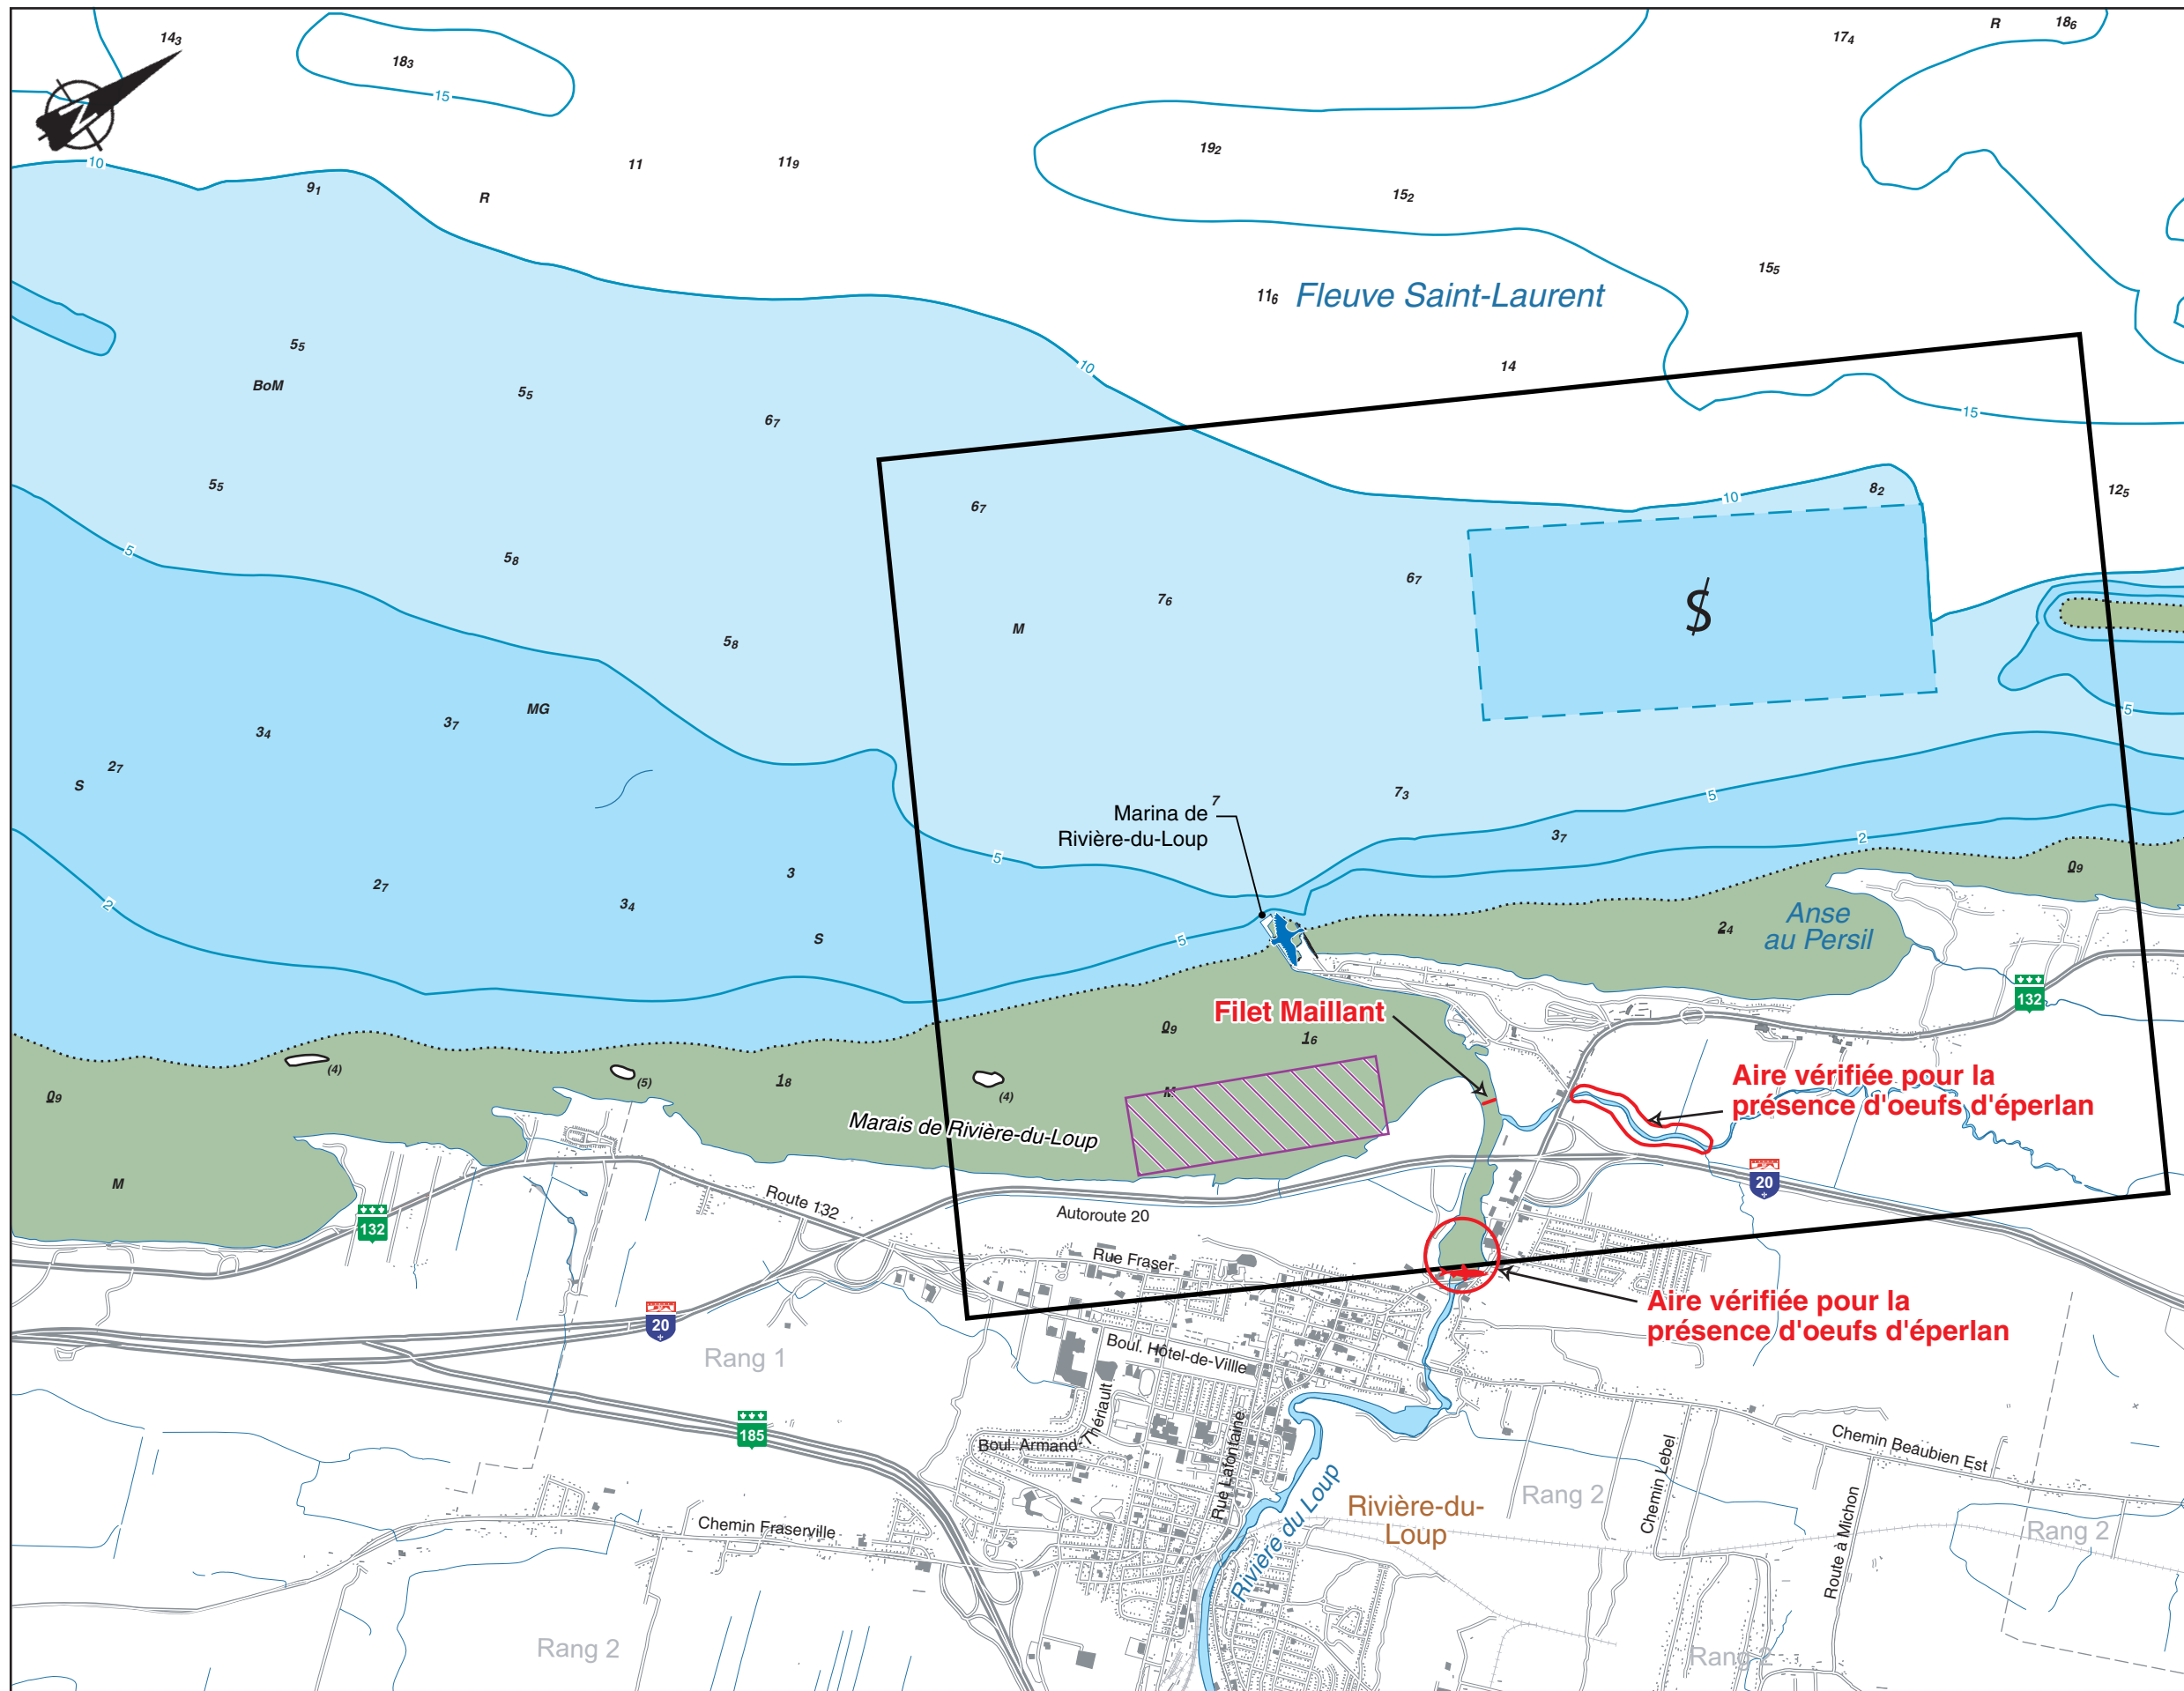 14₃
18₃
15
17₄
R
18₆
N
10
9₁
R
11
11₉
19₂
15₂
15₅
11₆ Fleuve Saint-Laurent
5₅
BoM
5₅
6₇
10
14
15
5₅
5
5₈
5₈
6₇
7₆
M
6₇
10
8₂
12₅
$
3₄
3₇
MG
2₇
S
5
7
7₃
5
Marina de
Rivière-du-Loup
3₇
2
5
2₇
3
3₄
2
S
5
0₉
2₄
Anse
au Persil
132
Filet Maillant
0₉
1₆
0₉
(4)
(5)
1₈
(4)
M
Marais de Rivière-du-Loup
Aire vérifiée pour la
présence d'oeufs d'éperlan
M
132
Route 132
Autoroute 20
20
Rue Fraser
Aire vérifiée pour la
présence d'oeufs d'éperlan
20
Rang 1
Boul. Hôtel-de-Villle
185
Boul. Armand-Thériault
Rue Lafontaine
Chemin Beaubien Est
Chemin Lebel
Route à Michon
Rivière du Loup
Rivière-du-
Loup
Rang 2
Rang 2
Chemin Fraserville
Rang 2
Rang 2